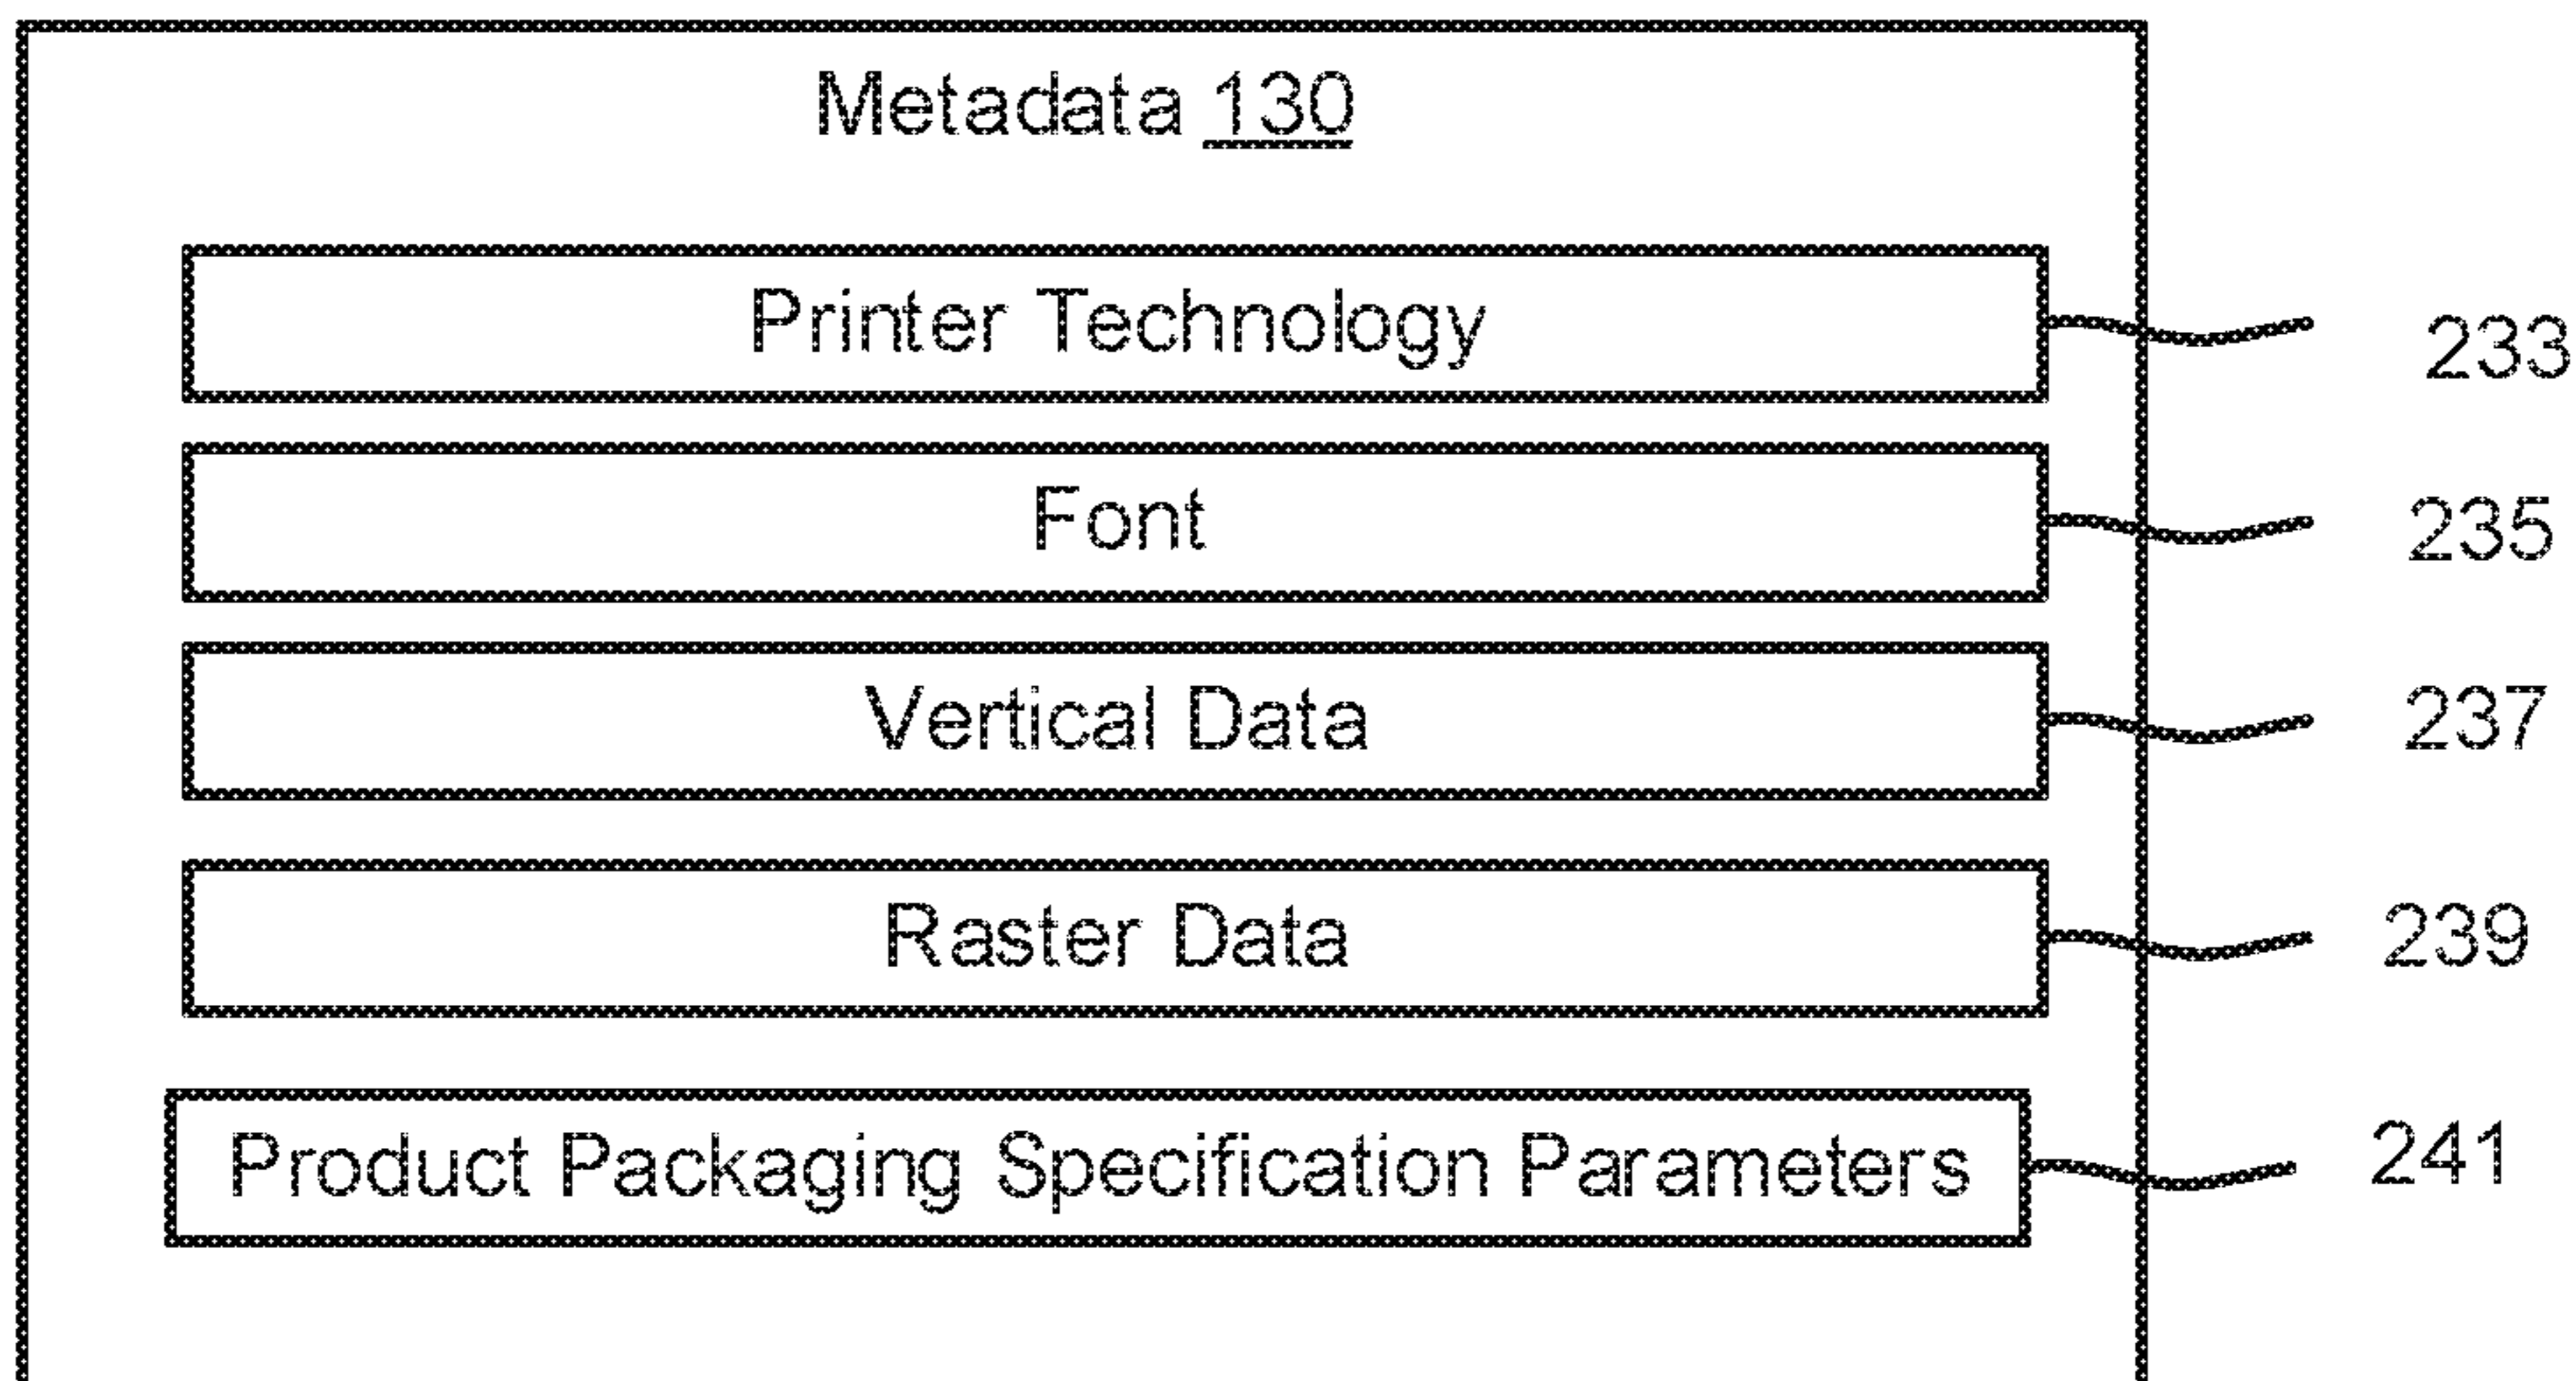 Metadata 130
Printer Technology 233
Font 235
Vertical Data 237
Raster Data 239
Product Packaging Specification Parameters 241